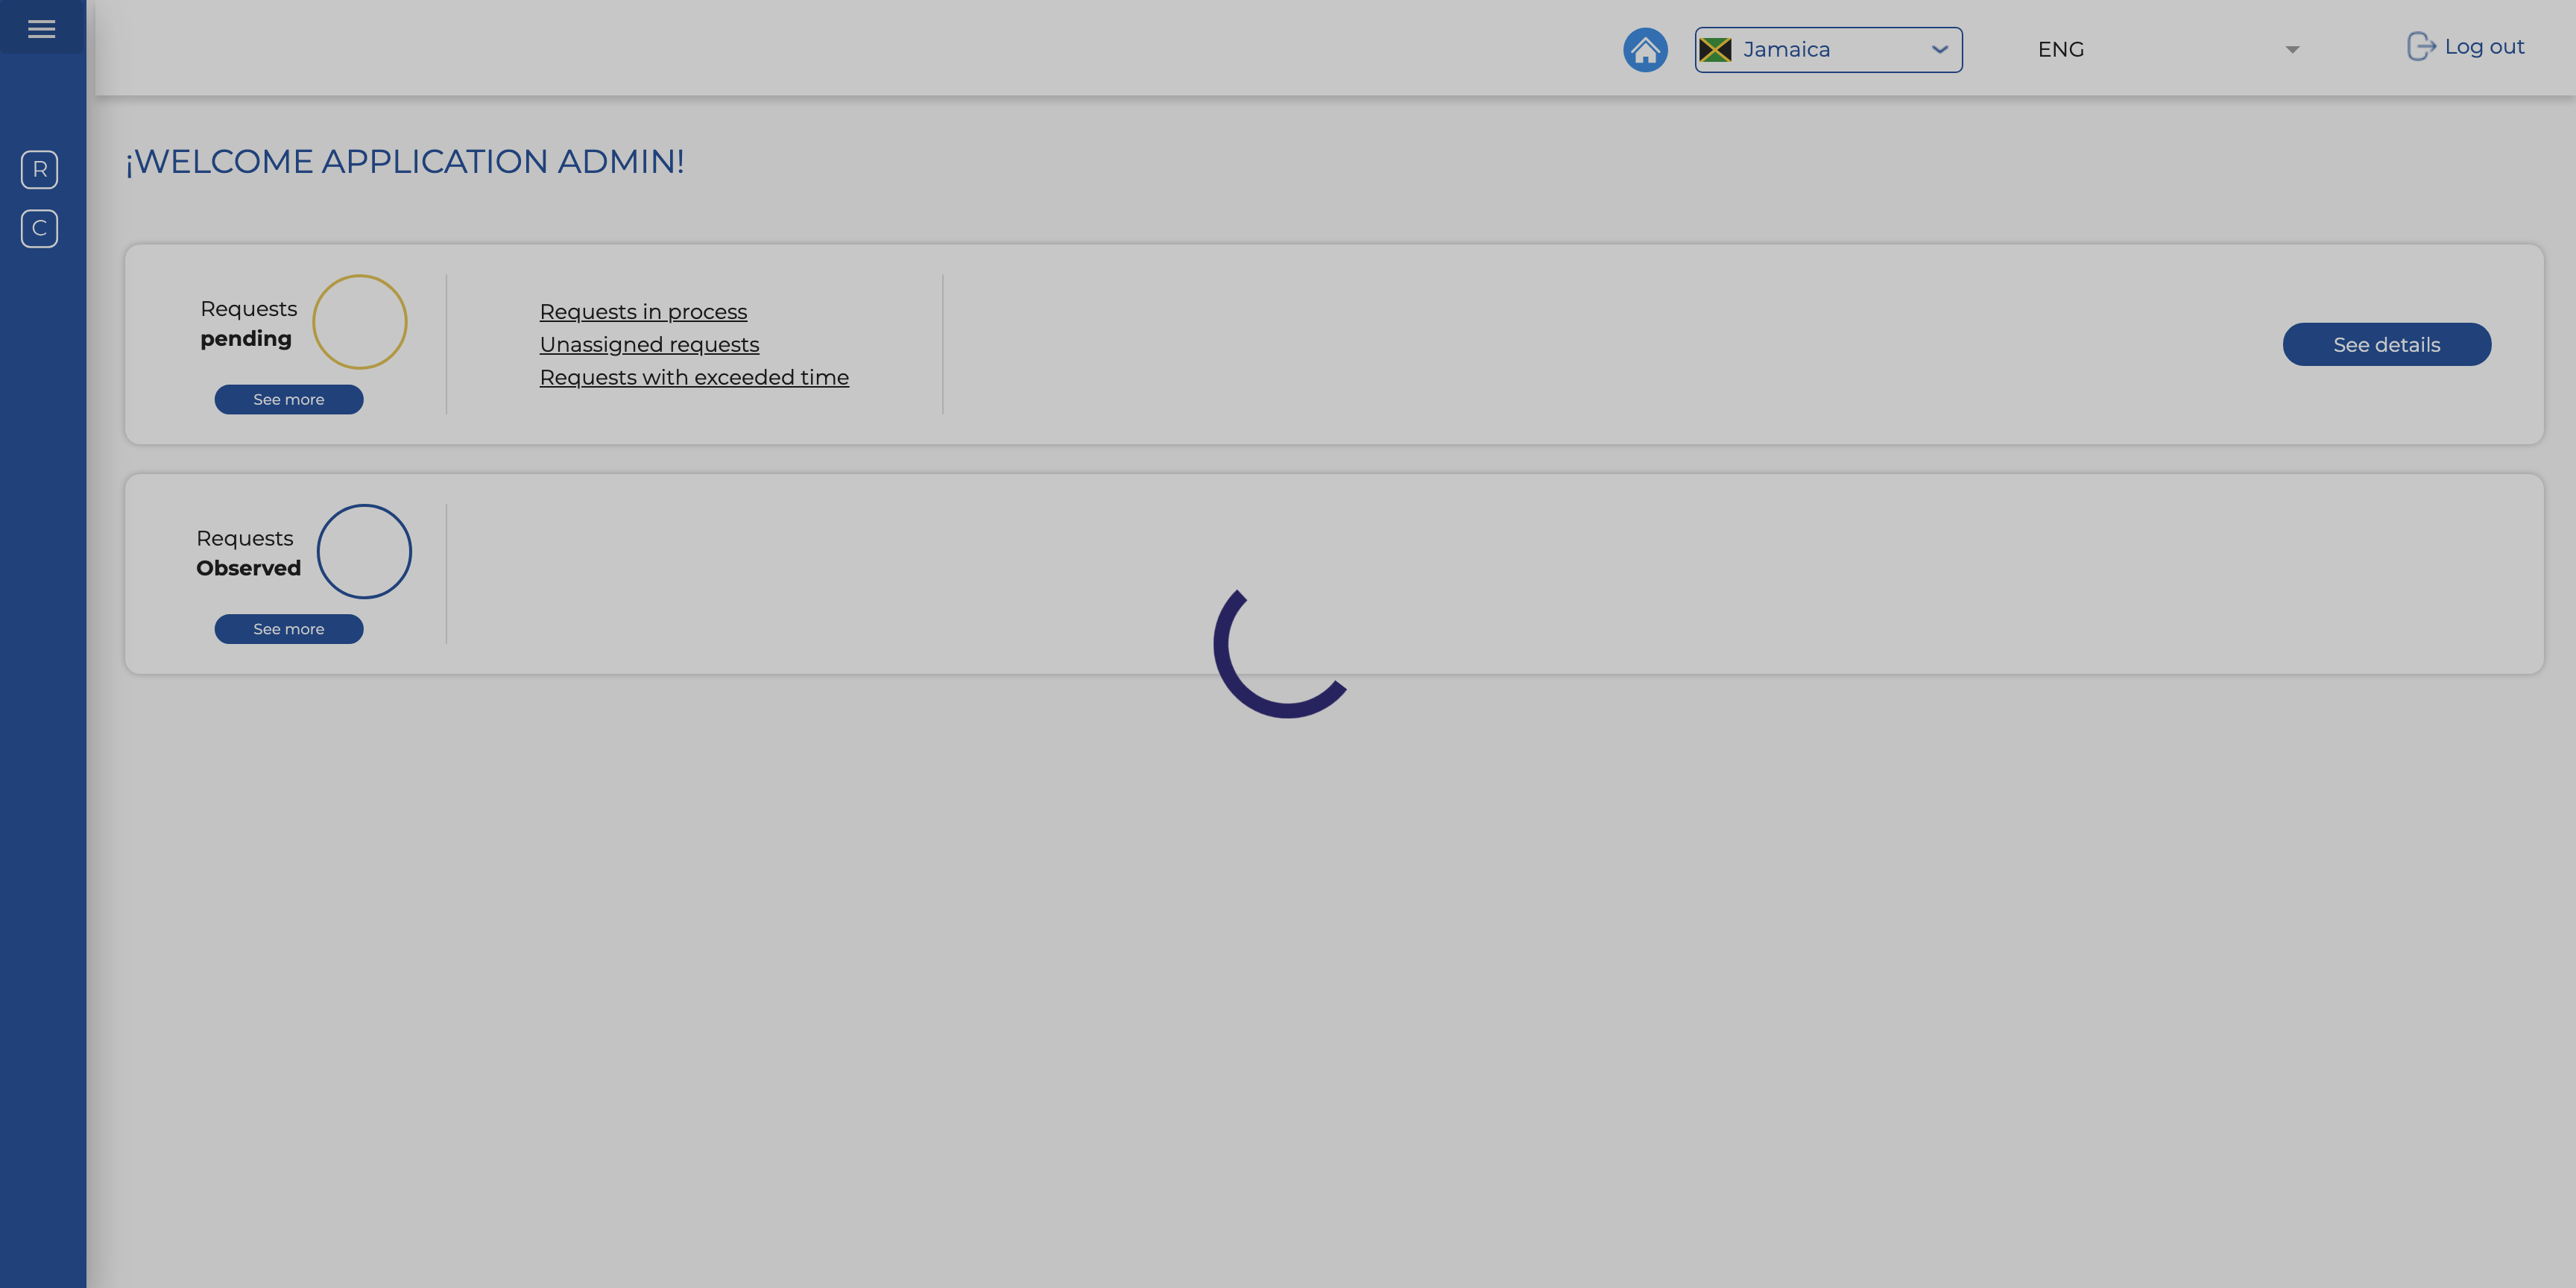 Jamaica
ENG
Log out
R
C
¡WELCOME APPLICATION ADMIN!
Requests
pending
See more
Requests in process
Unassigned requests
Requests with exceeded time
See details
Requests
Observed
See more